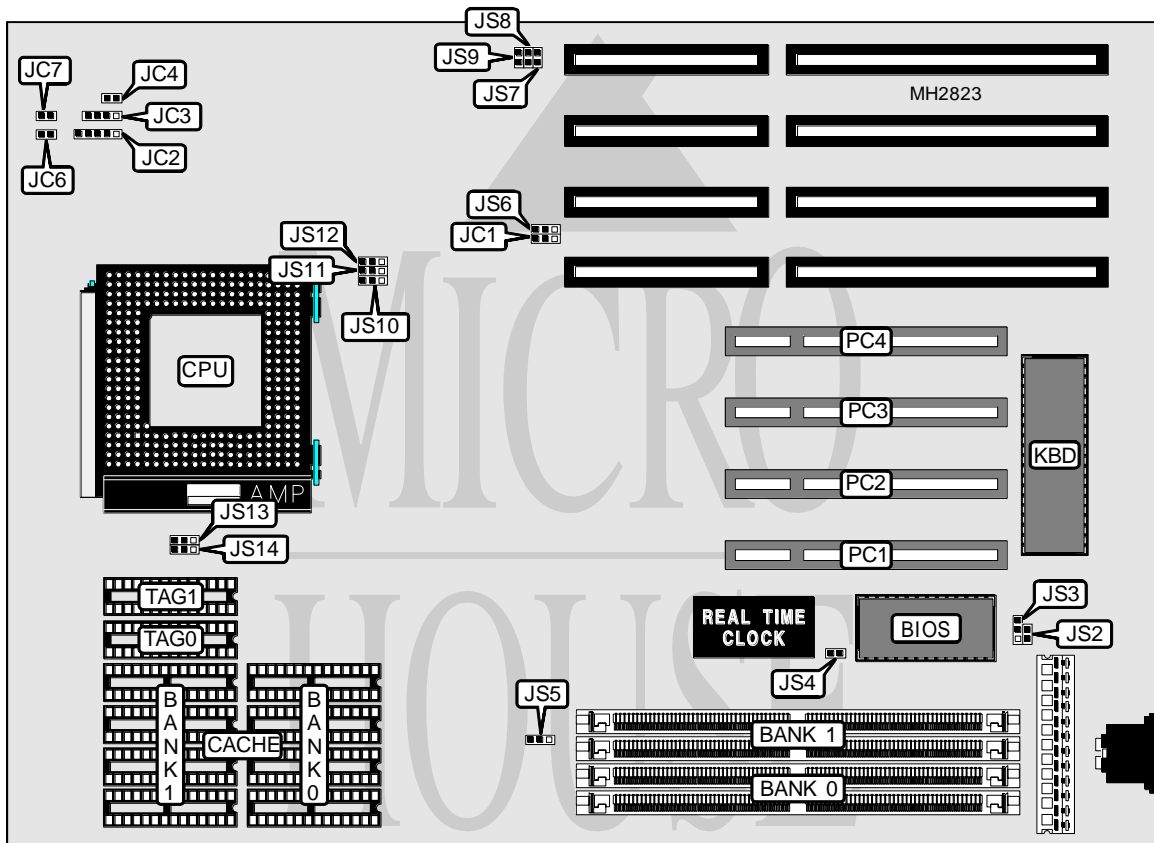 JS8
JS9
JS7
MH2823
JC7
JC4
JC3
JC2
JC6
JS6
JC1
JS12
JS11
JS10
CPU
AMP
PC4
PC3
PC2
PC1
KBD
JS13
JS14
TAG1
TAG0
REAL TIME
CLOCK
BIOS
JS3
JS2
JS4
JS5
BANK 1
BANK 0
CACHE
BANK 1
BANK 0
MICRO
HOUSE